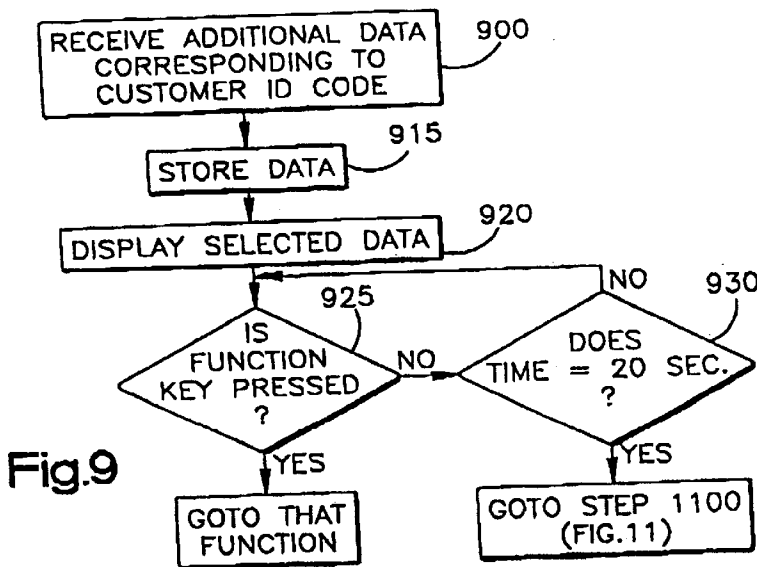 RECEIVE ADDITIONAL DATA
CORRESPONDING TO
CUSTOMER ID CODE
900
STORE DATA
915
DISPLAY SELECTED DATA
920
IS
FUNCTION
KEY PRESSED
?
925
NO
YES
GOTO THAT
FUNCTION
DOES
TIME = 20 SEC.
?
930
NO
YES
GOTO STEP 1100
(FIG.11)
Fig.9